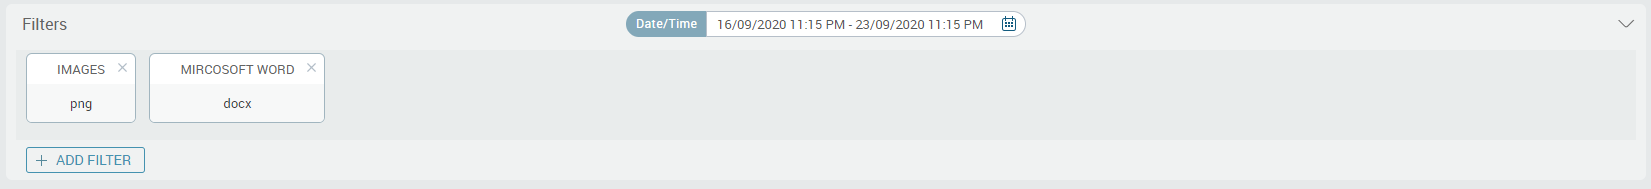 Filters
Date/Time 16/09/2020 11:15 PM - 23/09/2020 11:15 PM
IMAGES
png
MIRCOSOFT WORD
docx
ADD FILTER